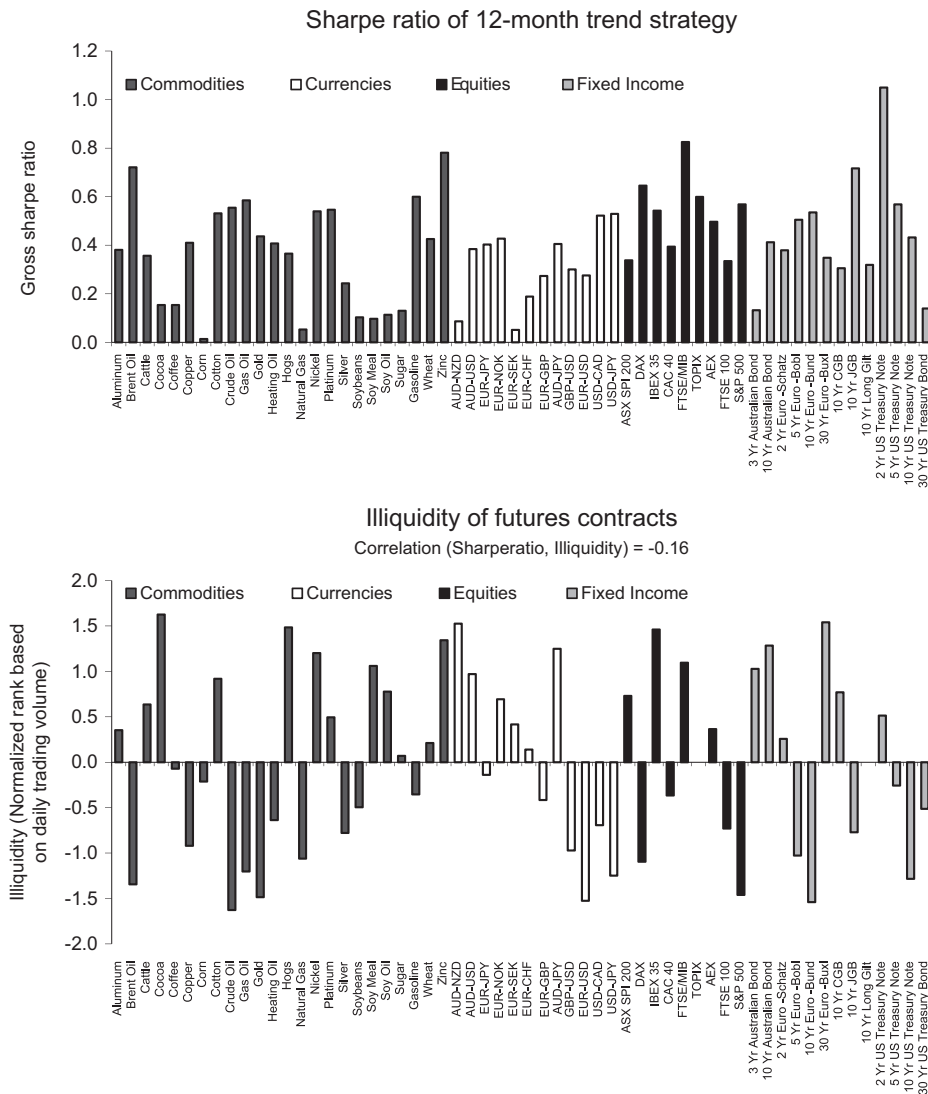 Sharpe ratio of 12-month trend strategy
1.2
1.0
0.8
0.6
0.4
0.2
0.0
Gross sharpe ratio
Commodities
Currencies
Equities
Fixed Income
Aluminum
Brent Oil
Cattle
Cocoa
Coffee
Copper
Corn
Cotton
Crude Oil
Gas Oil
Gold
Heating Oil
Hogs
Natural Gas
Nickel
Platinum
Silver
Soybeans
Soy Meal
Soy Oil
Sugar
Gasoline
Wheat
Zinc
AUD-NZD
AUD-USD
EUR-JPY
EUR-NOK
EUR-SEK
EUR-CHF
EUR-GBP
AUD-JPY
GBP-USD
EUR-USD
USD-CAD
USD-JPY
ASX SPI 200
DAX
IBEX 35
CAC 40
FTSE/MIB
TOPIX
AEX
FTSE 100
S&P 500
3 Yr Australian Bond
10 Yr Australian Bond
2 Yr Euro -Schatz
5 Yr Euro -Bobl
10 Yr Euro -Bund
30 Yr Euro -Buxl
10 Yr CGB
10 Yr JGB
10 Yr Long Gilt
2 Yr US Treasury Note
5 Yr US Treasury Note
10 Yr US Treasury Note
30 Yr US Treasury Bond
Illiquidity of futures contracts
Correlation (Sharperatio, Illiquidity) = -0.16
2.0
1.5
1.0
0.5
0.0
-0.5
-1.0
-1.5
-2.0
Illiquidity (Normalized rank based
on daily trading volume)
Commodities
Currencies
Equities
Fixed Income
Aluminum
Brent Oil
Cattle
Cocoa
Coffee
Copper
Corn
Cotton
Crude Oil
Gas Oil
Gold
Heating Oil
Hogs
Natural Gas
Nickel
Platinum
Silver
Soybeans
Soy Meal
Soy Oil
Sugar
Gasoline
Wheat
Zinc
AUD-NZD
AUD-USD
EUR-JPY
EUR-NOK
EUR-SEK
EUR-CHF
EUR-GBP
AUD-JPY
GBP-USD
EUR-USD
USD-CAD
USD-JPY
ASX SPI 200
DAX
IBEX 35
CAC 40
FTSE/MIB
TOPIX
AEX
FTSE 100
S&P 500
3 Yr Australian Bond
10 Yr Australian Bond
2 Yr Euro -Schatz
5 Yr Euro -Bobl
10 Yr Euro -Bund
30 Yr Euro -Buxl
10 Yr CGB
10 Yr JGB
10 Yr Long Gilt
2 Yr US Treasury Note
5 Yr US Treasury Note
10 Yr US Treasury Note
30 Yr US Treasury Bond